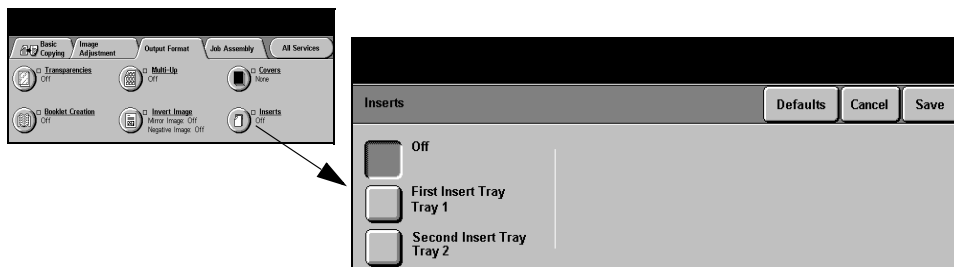 Basic
Copying
Image
Adjustment
Output Format
Job Assembly
All Services
Transparencies
Off
Multi-Up
Off
Covers
None
Booklet Creation
Off
Invert Image
Mirror Image: Off
Negative Image: Off
Inserts
Off
Inserts
Defaults
Cancel
Save
Off
First Insert Tray
Tray 1
Second Insert Tray
Tray 2